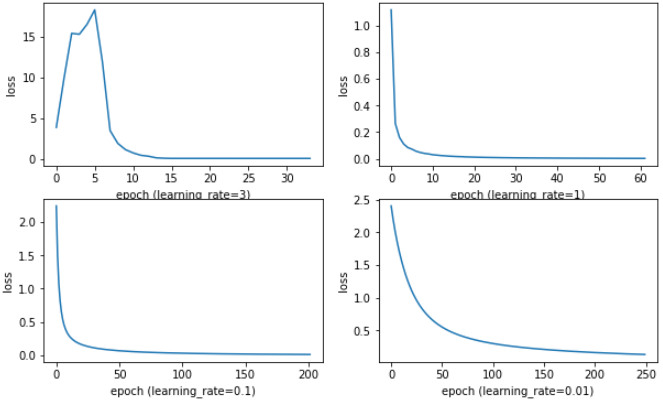 15
10
5
0
loss
0 5 10 15 20 25 30
epoch (learning_rate=3)
1.0
0.8
0.6
0.4
0.2
0.0
loss
0 10 20 30 40 50 60
epoch (learning_rate=1)
2.0
1.5
1.0
0.5
0.0
loss
0 50 100 150 200
epoch (learning_rate=0.1)
2.5
2.0
1.5
1.0
0.5
loss
0 50 100 150 200 250
epoch (learning_rate=0.01)